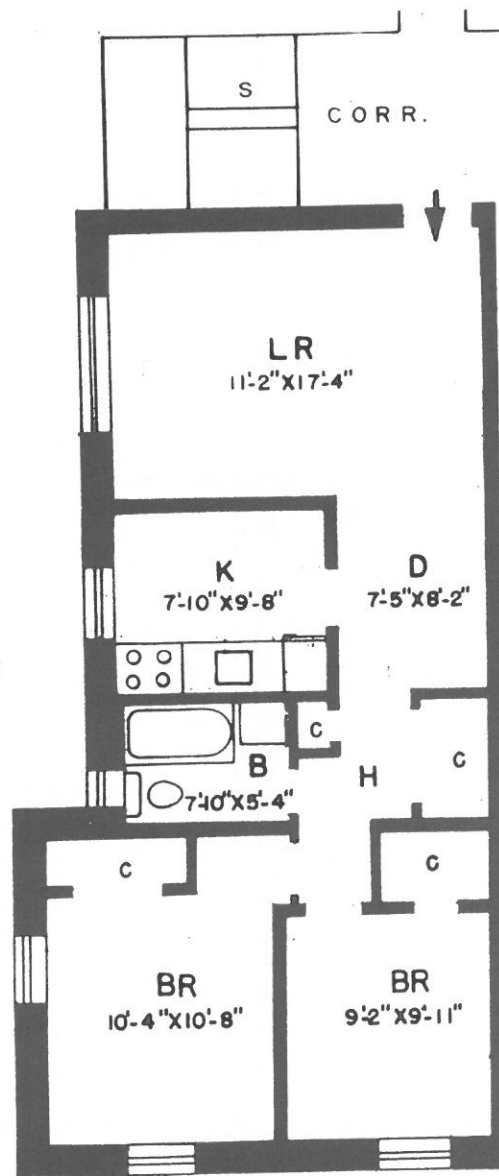 S
CORR.
LR
11'-2"X17'-4"
K
7'-10"X9'-8"
D
7'-5"X8'-2"
C
B
7'-10"X5'-4"
H
C
C
C
BR
10'-4"X10'-8"
BR
9'-2"X9'-11"